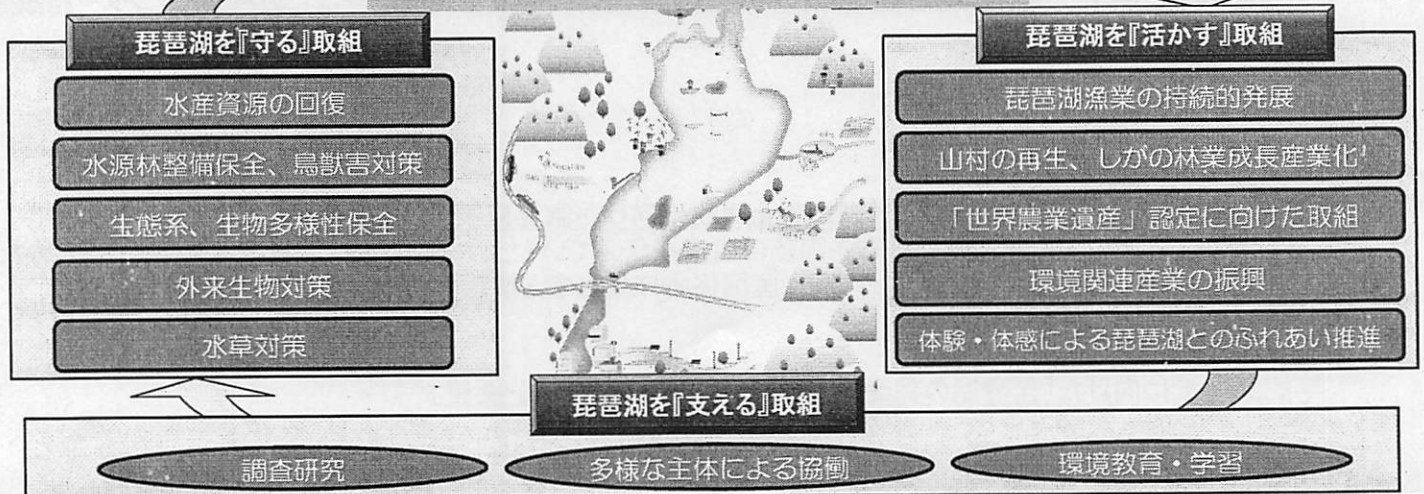 琵琶湖を『守る』取組
水産資源の回復
水源林整備保全、鳥獣害対策
生態系、生物多様性保全
外来生物対策
水草対策
琵琶湖を『活かす』取組
琵琶湖漁業の持続的発展
山村の再生、しがの林業成長産業化
「世界農業遺産」認定に向けた取組
環境関連産業の振興
体験・体感による琵琶湖とのふれあい推進
琵琶湖を『支える』取組
調査研究
多様な主体による協働
環境教育・学習